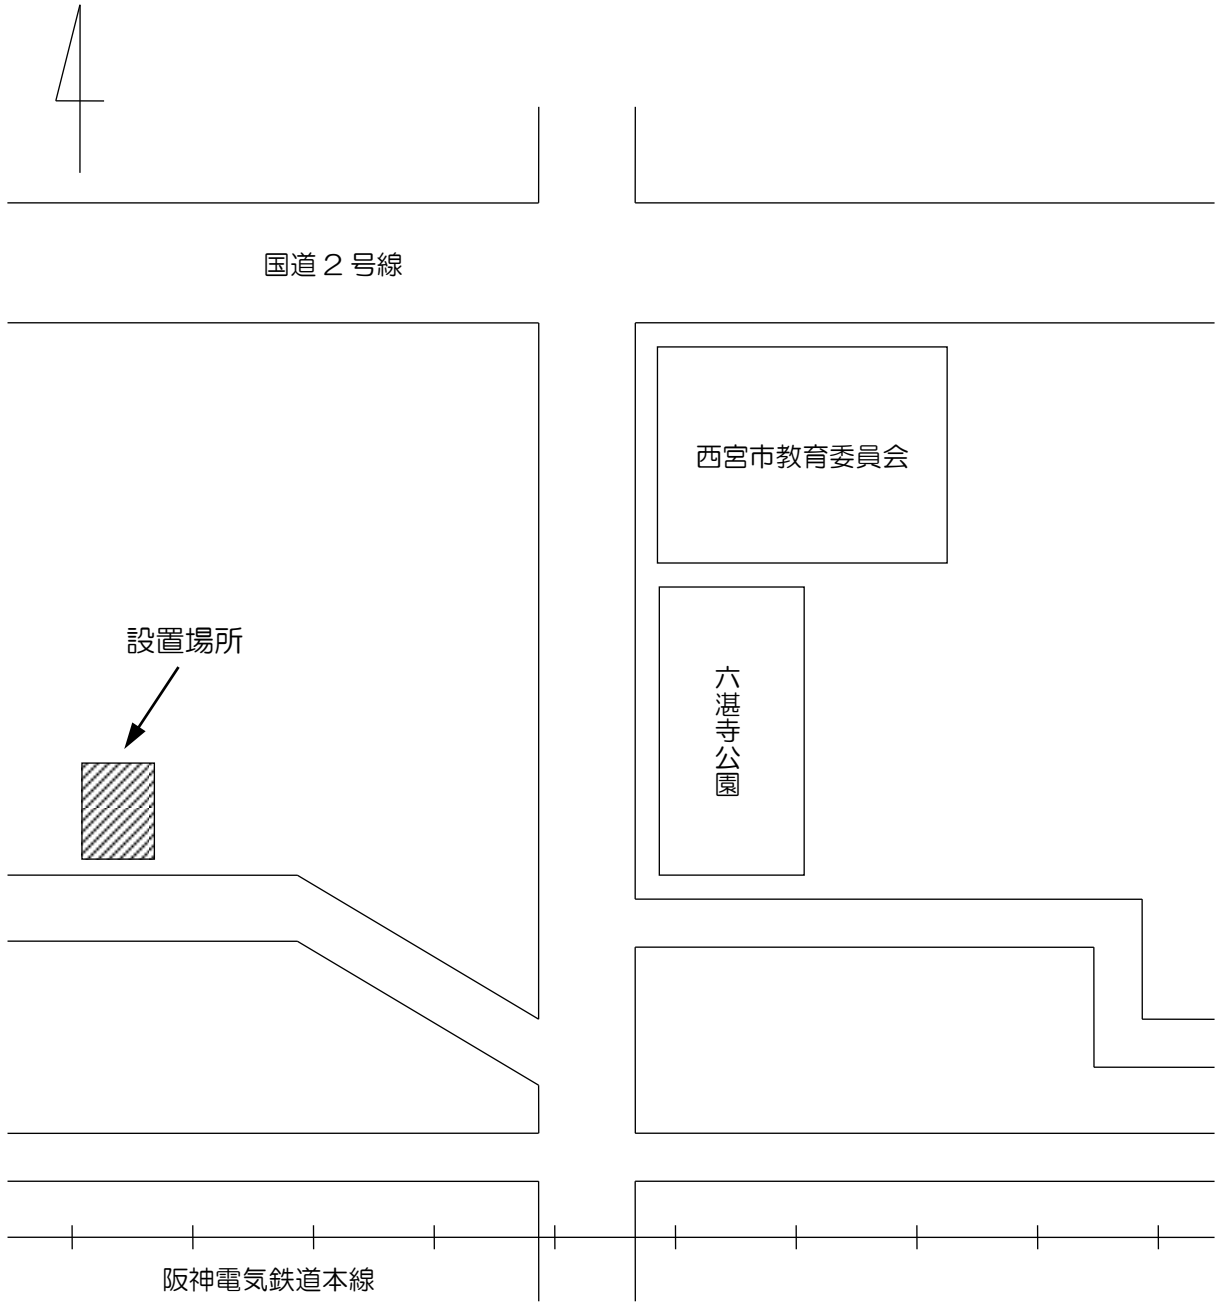 国道２号線
西宮市教育委員会
設置場所
六湛寺公園
阪神電気鉄道本線